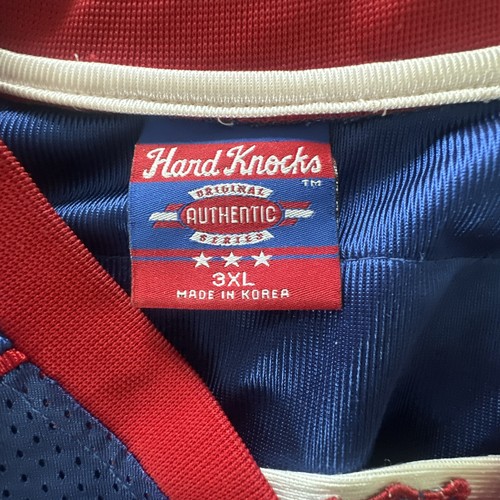 Hard Knocks
TM
ORIGINAL
AUTHENTIC
SERIES
3XL
MADE IN KOREA